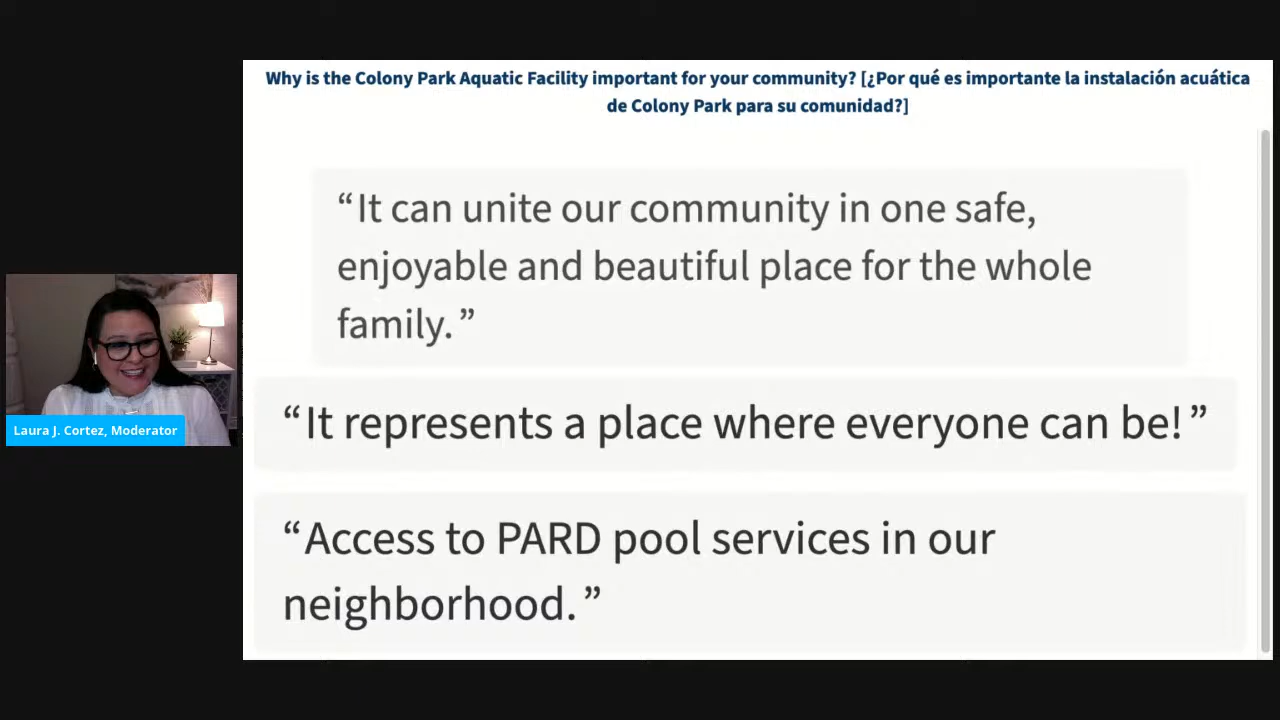 Why is the Colony Park Aquatic Facility important for your community? [¿Por qué es importante la instalación acuática
de Colony Park para su comunidad?]
“It can unite our community in one safe,
enjoyable and beautiful place for the whole
family.”
“It represents a place where everyone can be!”
“Access to PARD pool services in our
neighborhood.”
Laura J. Cortez, Moderator